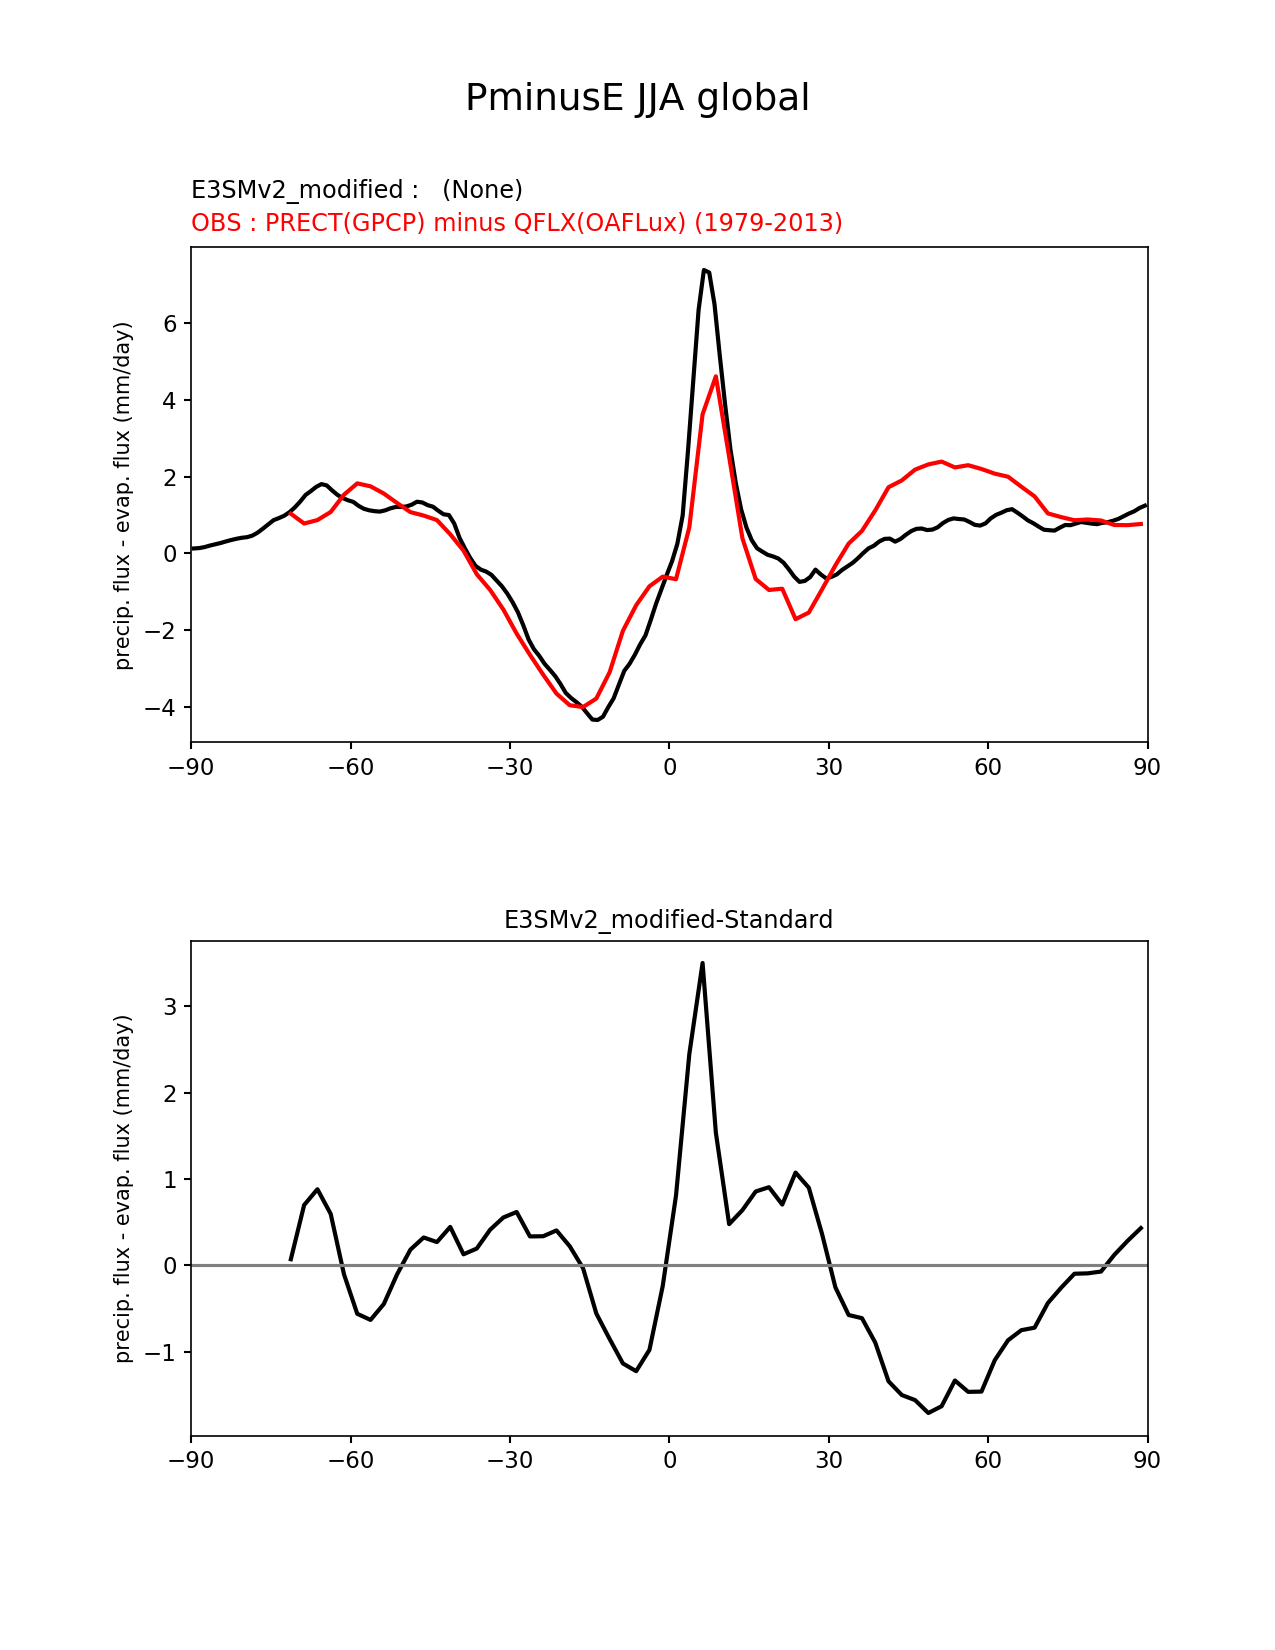 PminusE JJA global
E3SMv2_modified :   (None)
OBS : PRECT(GPCP) minus QFLX(OAFLux) (1979-2013)
precip. flux - evap. flux (mm/day)
6
4
2
0
−2
−4
−90 −60 −30 0 30 60 90
E3SMv2_modified-Standard
precip. flux - evap. flux (mm/day)
3
2
1
0
−1
−90 −60 −30 0 30 60 90